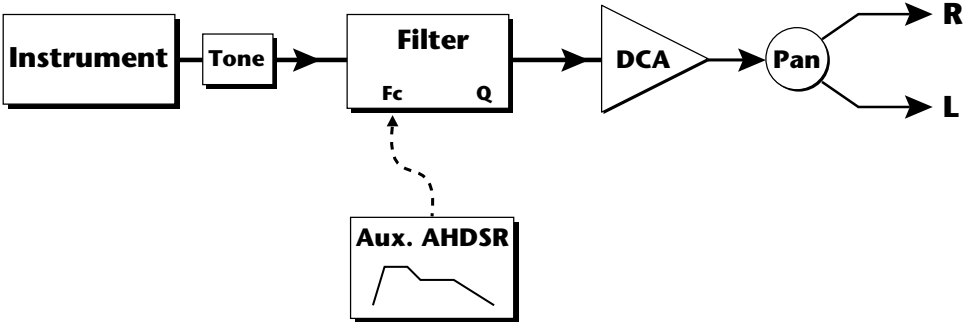 Instrument
Tone
Filter
Fc Q
DCA
Pan
R
L
Aux. AHDSR